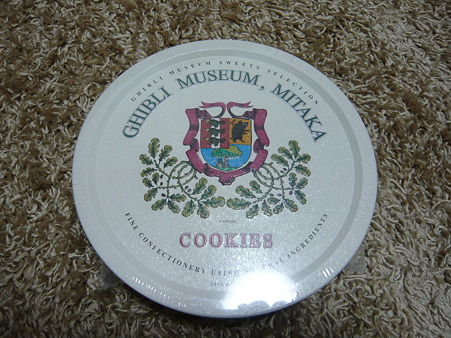 GHIBLI MUSEUM SWEETS SELECTION
GHIBLI MUSEUM, MITAKA
COOKIES
FINE CONFECTIONERY USING INGREDIENTS